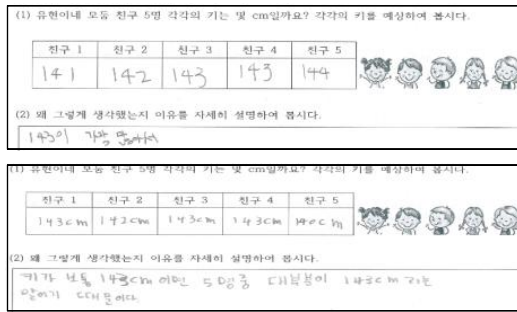 (1) 유현이네 모둠 친구 5명 각각의 키는 몇 cm일까요? 각각의 키를 예상하여 봅시다.
친구 1 친구 2 친구 3 친구 4 친구 5
141 142 143 143 144
(2) 왜 그렇게 생각했는지 이유를 자세히 설명하여 봅시다.
143이 가장 많아서
(1) 유현이네 모둠 친구 5명 각각의 키는 몇 cm일까요? 각각의 키를 예상하여 봅시다.
친구 1 친구 2 친구 3 친구 4 친구 5
143cm 142cm 143cm 143cm 140cm
(2) 왜 그렇게 생각했는지 이유를 자세히 설명하여 봅시다.
키가 보통 143cm 이면 5명중 대부분이 143cm 라는
말이기 때문이다.